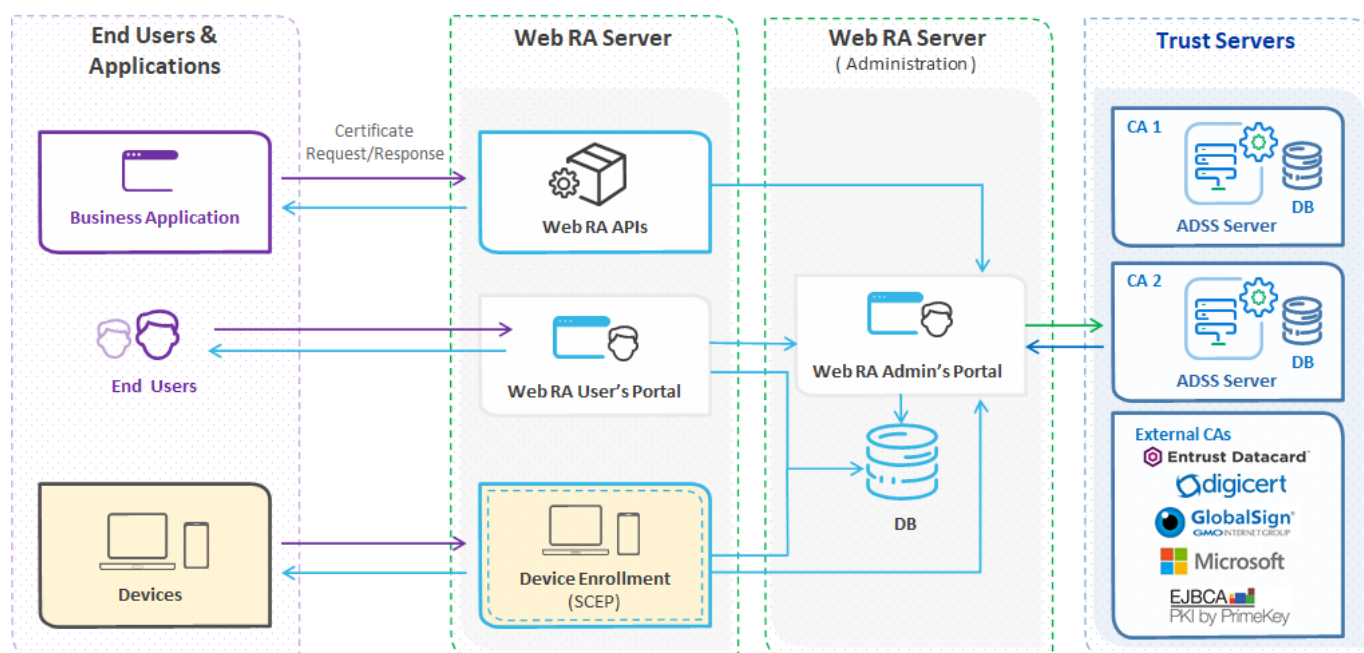 End Users &
Applications
Web RA Server
Web RA Server
( Administration )
Trust Servers
Certificate
Request/Response
Business Application
Web RA APIs
CA 1
DB
ADSS Server
End Users
Web RA User's Portal
Web RA Admin's Portal
CA 2
DB
ADSS Server
Devices
Device Enrollment
(SCEP)
DB
External CAs
Entrust Datacard
digicert
GlobalSign
GMO INTERNET GROUP
Microsoft
EJBCA
PKI by PrimeKey